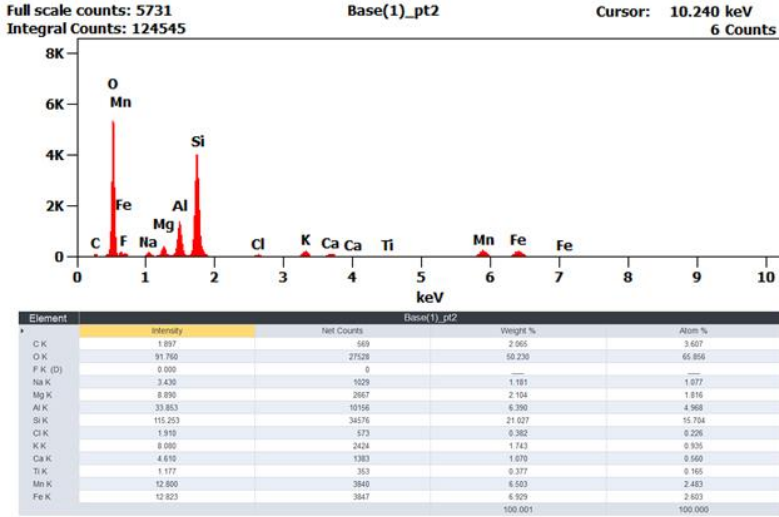 Full scale counts: 5731 Base(1)_pt2 Cursor: 10.240 keV
Integral Counts: 124545 6 Counts
8K
6K
4K
2K
0
O
Mn
Si
Fe
Al
Mg
C F Na Cl K Ca Ca Ti Mn Fe Fe
0 1 2 3 4 5 6 7 8 9 10
keV
Element Base(1)_pt2
Intensity Net Counts Weight % Atom %
C K 1.897 569 2.065 3.607
O K 91.760 27528 50.230 65.856
F K (D) 0.000 0 ___ ___
Na K 3.430 1029 1.181 1.077
Mg K 8.890 2667 2.104 1.816
Al K 33.853 10156 6.390 4.968
Si K 115.253 34576 21.027 15.704
Cl K 1.910 573 0.382 0.226
K K 8.080 2424 1.743 0.935
Ca K 4.610 1383 1.070 0.560
Ti K 1.177 353 0.377 0.165
Mn K 12.800 3840 6.503 2.483
Fe K 12.823 3847 6.929 2.603
100.001 100.000